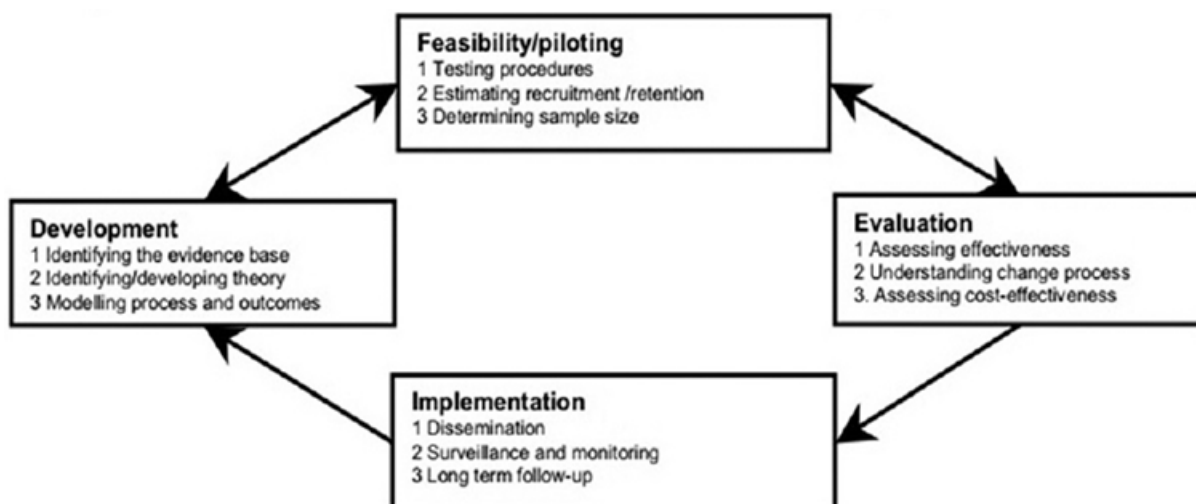 Feasibility/piloting
1 Testing procedures
2 Estimating recruitment /retention
3 Determining sample size
Development
1 Identifying the evidence base
2 Identifying/developing theory
3 Modelling process and outcomes
Evaluation
1 Assessing effectiveness
2 Understanding change process
3. Assessing cost-effectiveness
Implementation
1 Dissemination
2 Surveillance and monitoring
3 Long term follow-up